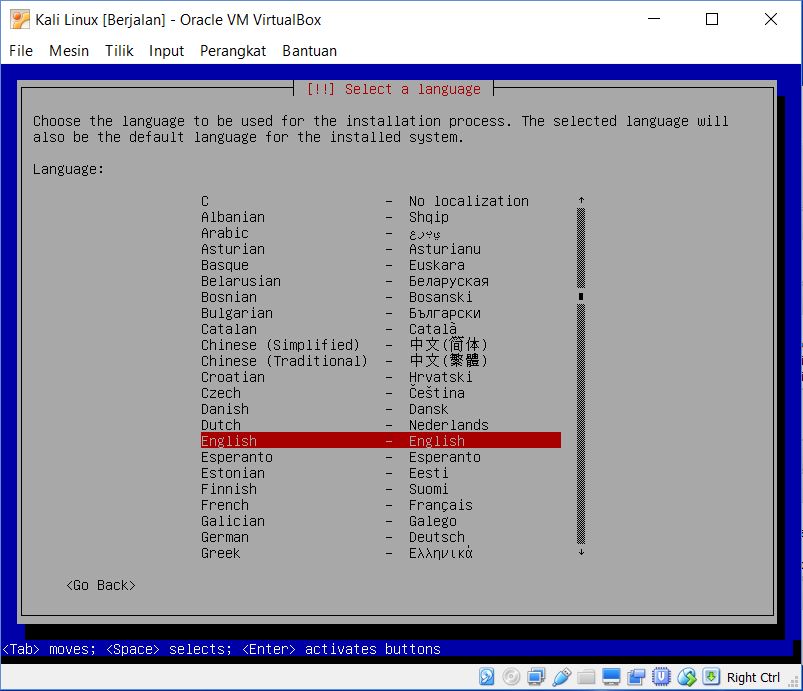 Kali Linux [Berjalan] - Oracle VM VirtualBox
File Mesin Tilik Input Perangkat Bantuan
[!!] Select a language
Choose the language to be used for the installation process. The selected language will
also be the default language for the installed system.
Language:
C - No localization
Albanian - Shqip
Arabic - عربي
Asturian - Asturianu
Basque - Euskara
Belarusian - Беларуская
Bosnian - Bosanski
Bulgarian - Български
Catalan - Català
Chinese (Simplified) - 中文(简体)
Chinese (Traditional) - 中文(繁體)
Croatian - Hrvatski
Czech - Čeština
Danish - Dansk
Dutch - Nederlands
English - English
Esperanto - Esperanto
Estonian - Eesti
Finnish - Suomi
French - Français
Galician - Galego
German - Deutsch
Greek - Ελληνικά
<Go Back>
<Tab> moves; <Space> selects; <Enter> activates buttons
Right Ctrl